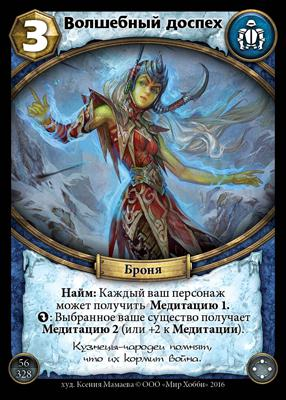 3
Волшебный доспех
Броня
Найм: Каждый ваш персонаж
может получить Медитацию 1.
: Выбранное ваше существо получает
Медитацию 2 (или +2 к Медитации).
Кузнецы-чародеи помнят,
что их кормит война.
56
328
худ. Ксения Мамаева © ООО «Мир Хобби» 2016